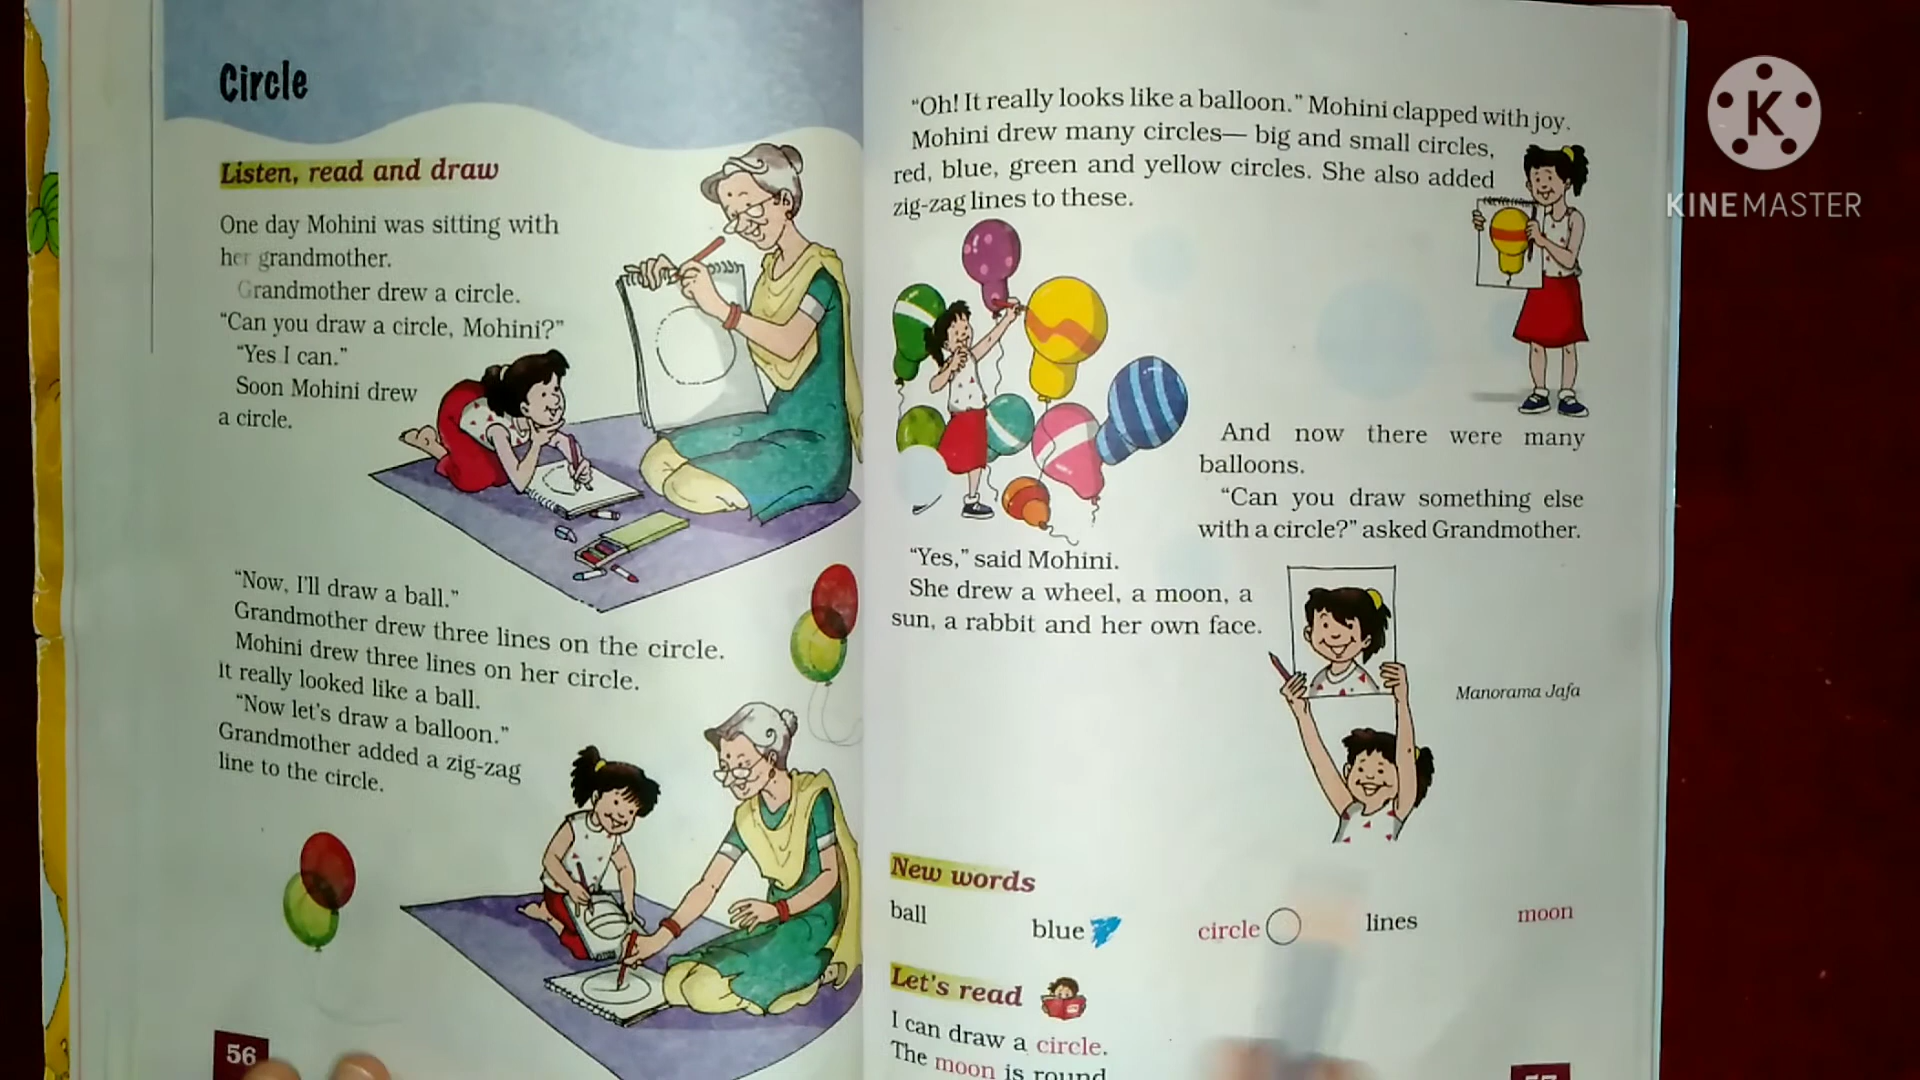 Circle
Listen, read and draw
One day Mohini was sitting with
her grandmother.
Grandmother drew a circle.
“Can you draw a circle, Mohini?”
“Yes I can.”
Soon Mohini drew
a circle.
“Now, I’ll draw a ball.”
Grandmother drew three lines on the circle.
Mohini drew three lines on her circle.
It really looked like a ball.
“Now let’s draw a balloon.”
Grandmother added a zig-zag
line to the circle.
56
“Oh! It really looks like a balloon.” Mohini clapped with joy.
Mohini drew many circles— big and small circles,
red, blue, green and yellow circles. She also added
zig-zag lines to these.
And now there were many
balloons.
“Can you draw something else
with a circle?” asked Grandmother.
“Yes,” said Mohini.
She drew a wheel, a moon, a
sun, a rabbit and her own face.
Manorama Jafa
New words
ball blue circle lines moon
Let’s read
I can draw a circle.
The moon is round
57
K
KINEMASTER